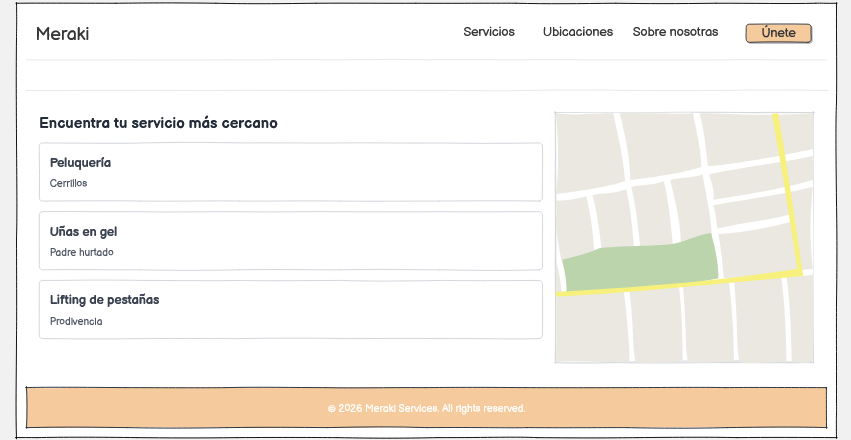 Meraki
Servicios
Ubicaciones
Sobre nosotros
Únete
Encuentra tu servicio más cercano
Peluquería
Cerrillos
Uñas en gel
Padre hurtado
Lifting de pestañas
Prodivencia
© 2026 Meraki Services. All rights reserved.